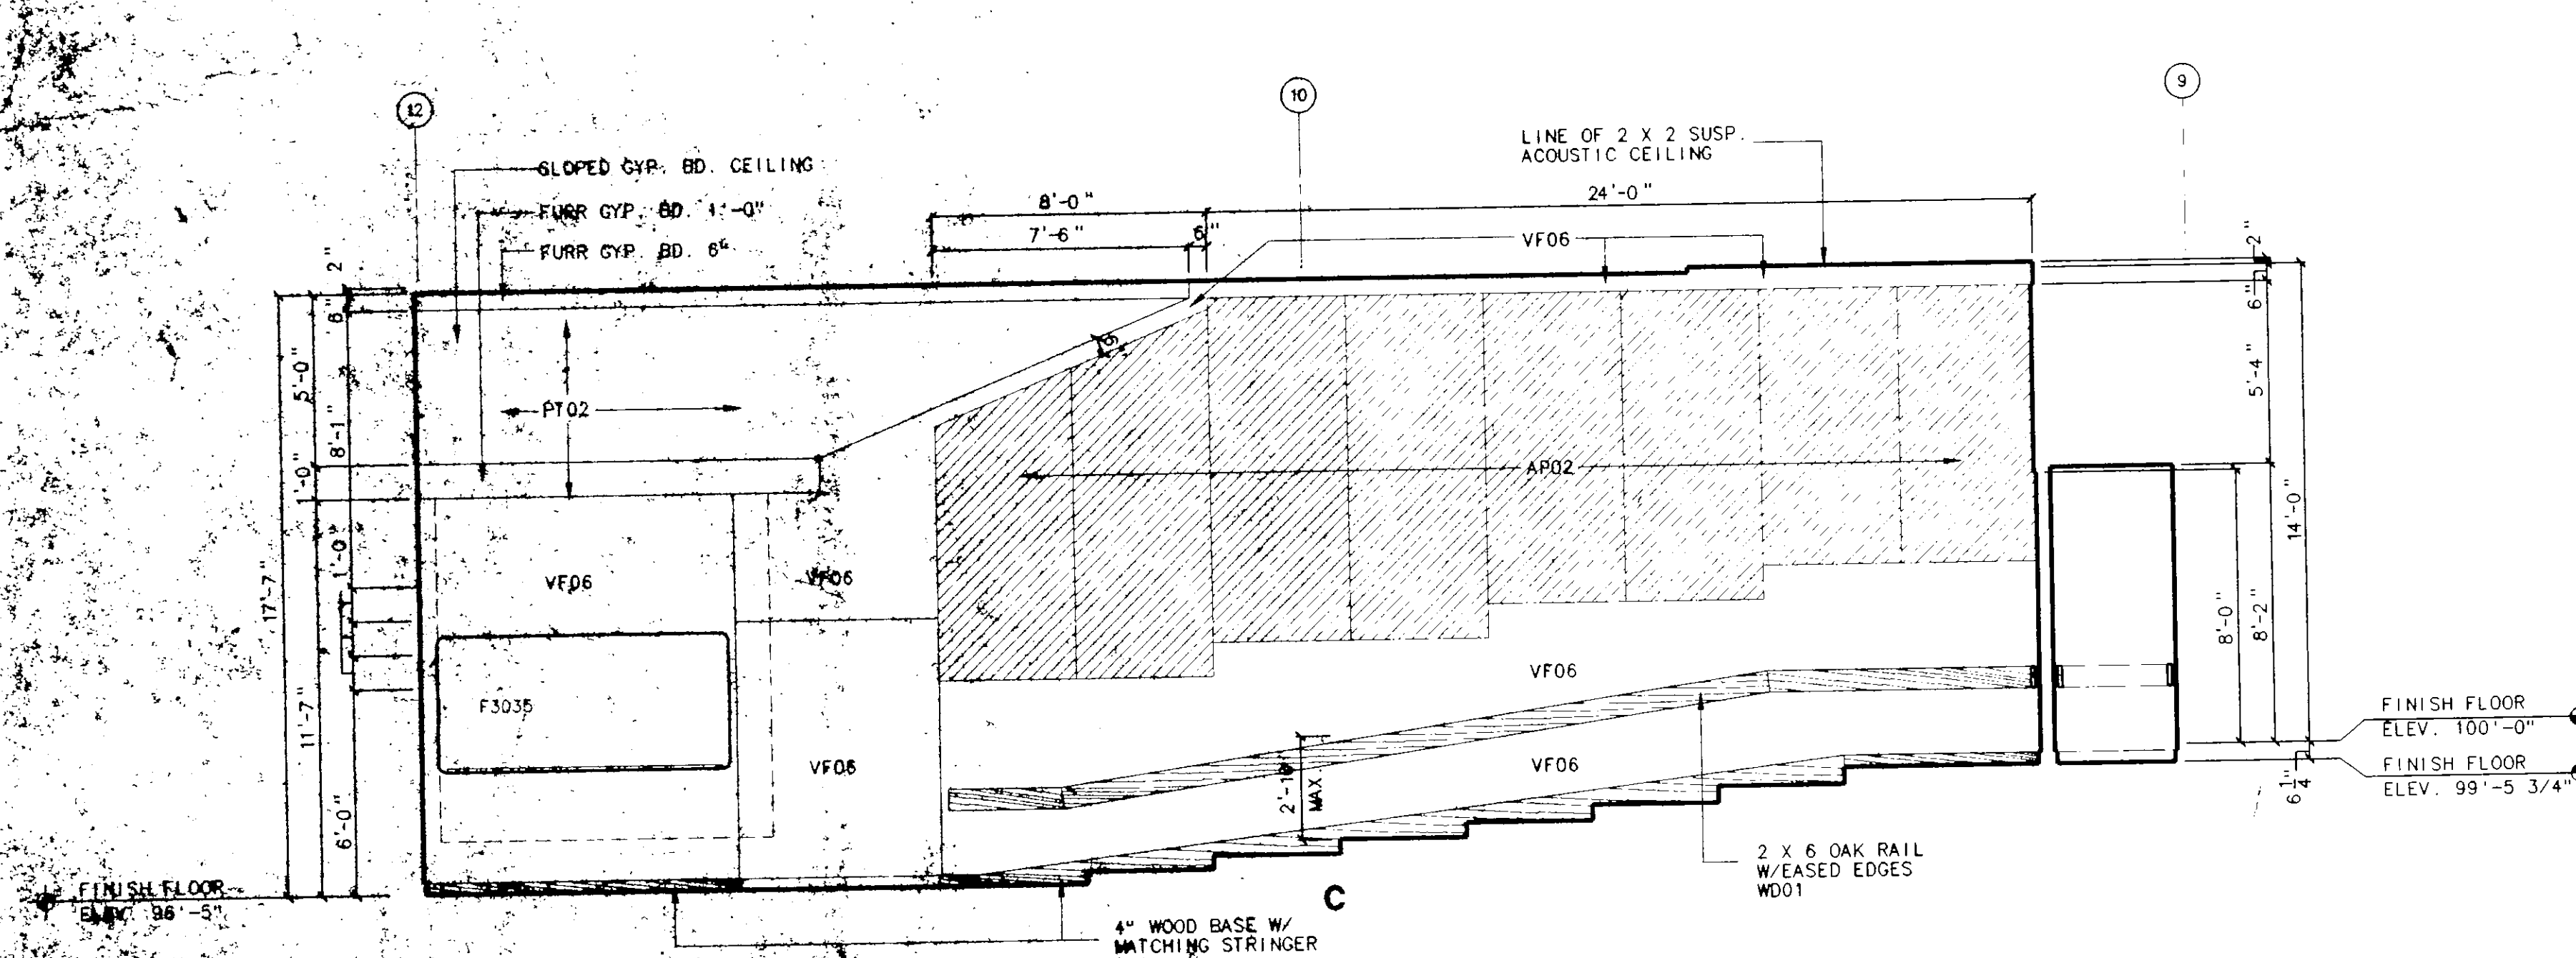 12
10
9
LINE OF 2 X 2 SUSP.
ACOUSTIC CEILING
SLOPED GYP. BD. CEILING
FURR GYP. BD. 1'-0"
FURR GYP. BD. 6"
8'-0"
24'-0"
7'-6"
6"
VF06
2"
6"
2"
6"
5'-0"
8'-1"
1'-0"
1'-0"
17'-7"
11'-7"
6'-0"
PT02
6"
AP02
5'-4"
14'-0"
8'-0"
8'-2"
VF06
VF06
VF06
F3035
VF06
VF06
2'-10"
MAX
FINISH FLOOR
ELEV. 100'-0"
FINISH FLOOR
ELEV. 99'-5 3/4"
6 1/4"
2 X 6 OAK RAIL
W/EASED EDGES
WD01
FINISH FLOOR
ELEV. 96'-5"
C
4" WOOD BASE W/
MATCHING STRINGER